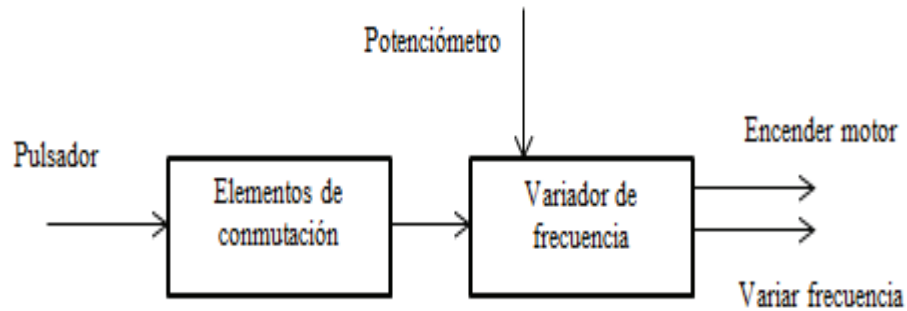 Potenciómetro
Encender motor
Pulsador
Elementos de
conmutación
Variador de
frecuencia
Variar frecuencia